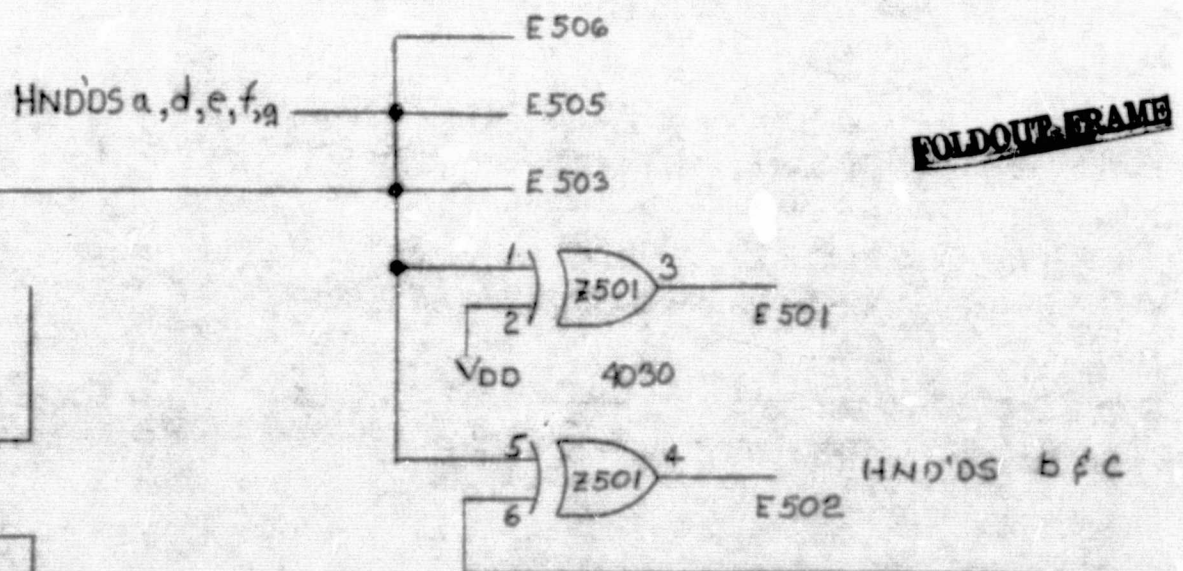 E506
HND'DS a,d,e,f,g
E505
FOLDOUT FRAME
E503
1
Z501
3
2
E501
VDD
4030
5
Z501
4
HND'DS b & c
6
E502